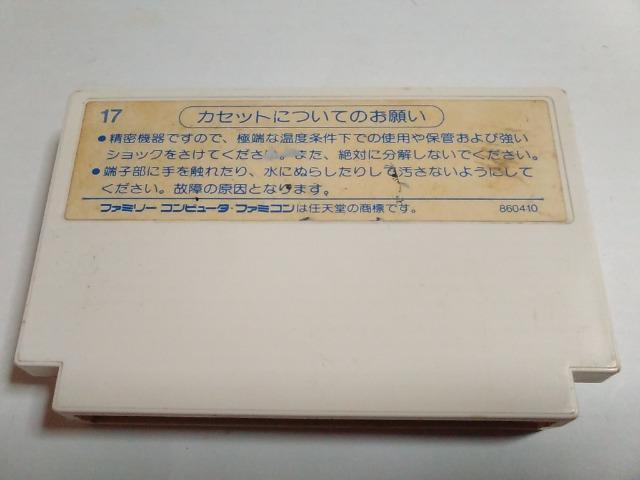 17
カセットについてのお願い
●精密機器ですので、極端な温度条件下での使用や保管および強い
ショックをさけてください。また、絶対に分解しないでください。
●端子部に手を触れたり、水にぬらしたりして汚さないようにして
ください。故障の原因となります。
ファミリー コンピュータ・ファミコンは任天堂の商標です。
860410